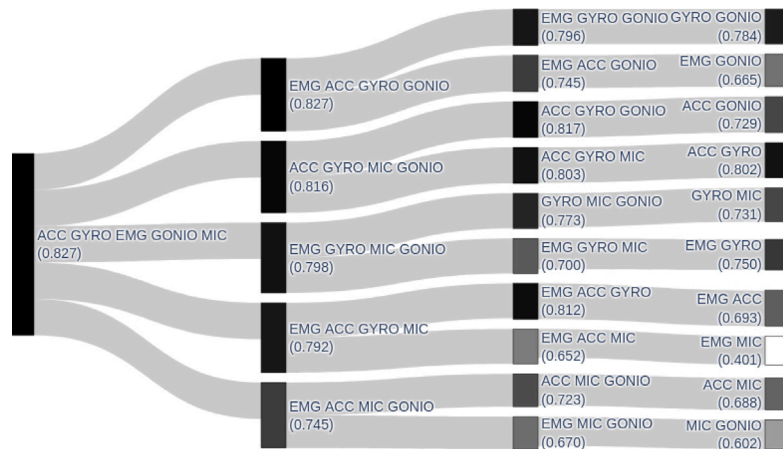 ACC GYRO EMG GONIO MIC
(0.827)
EMG ACC GYRO GONIO
(0.827)
ACC GYRO MIC GONIO
(0.816)
EMG GYRO MIC GONIO
(0.798)
EMG ACC GYRO MIC
(0.792)
EMG ACC MIC GONIO
(0.745)
EMG GYRO GONIO
(0.796)
EMG ACC GONIO
(0.745)
ACC GYRO GONIO
(0.817)
ACC GYRO MIC
(0.803)
GYRO MIC GONIO
(0.773)
EMG GYRO MIC
(0.700)
EMG ACC GYRO
(0.812)
EMG ACC MIC
(0.652)
ACC MIC GONIO
(0.723)
EMG MIC GONIO
(0.670)
GYRO GONIO
(0.784)
EMG GONIO
(0.665)
ACC GONIO
(0.729)
ACC GYRO
(0.802)
GYRO MIC
(0.731)
EMG GYRO
(0.750)
EMG ACC
(0.693)
EMG MIC
(0.401)
ACC MIC
(0.688)
MIC GONIO
(0.602)